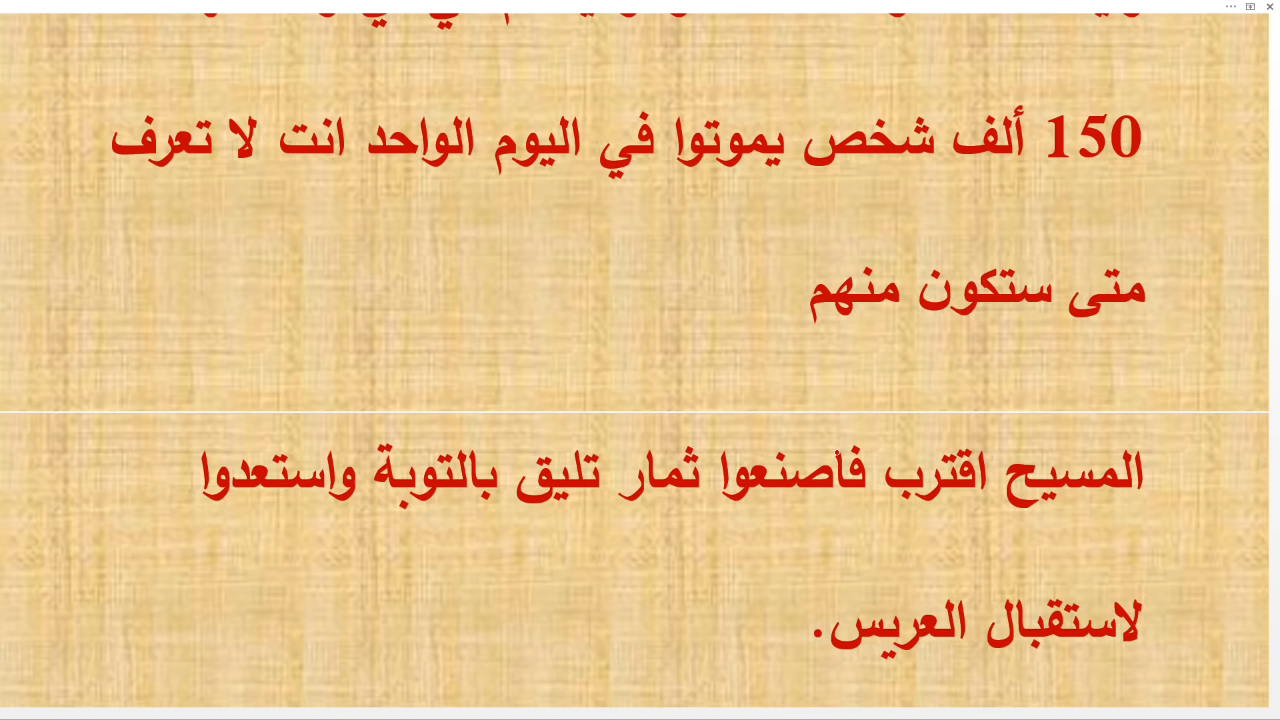 150 ألف شخص يموتوا في اليوم الواحد انت لا تعرف
متى ستكون منهم
المسيح اقترب فأصنعوا ثمار تليق بالتوبة واستعدوا
لاستقبال العريس.